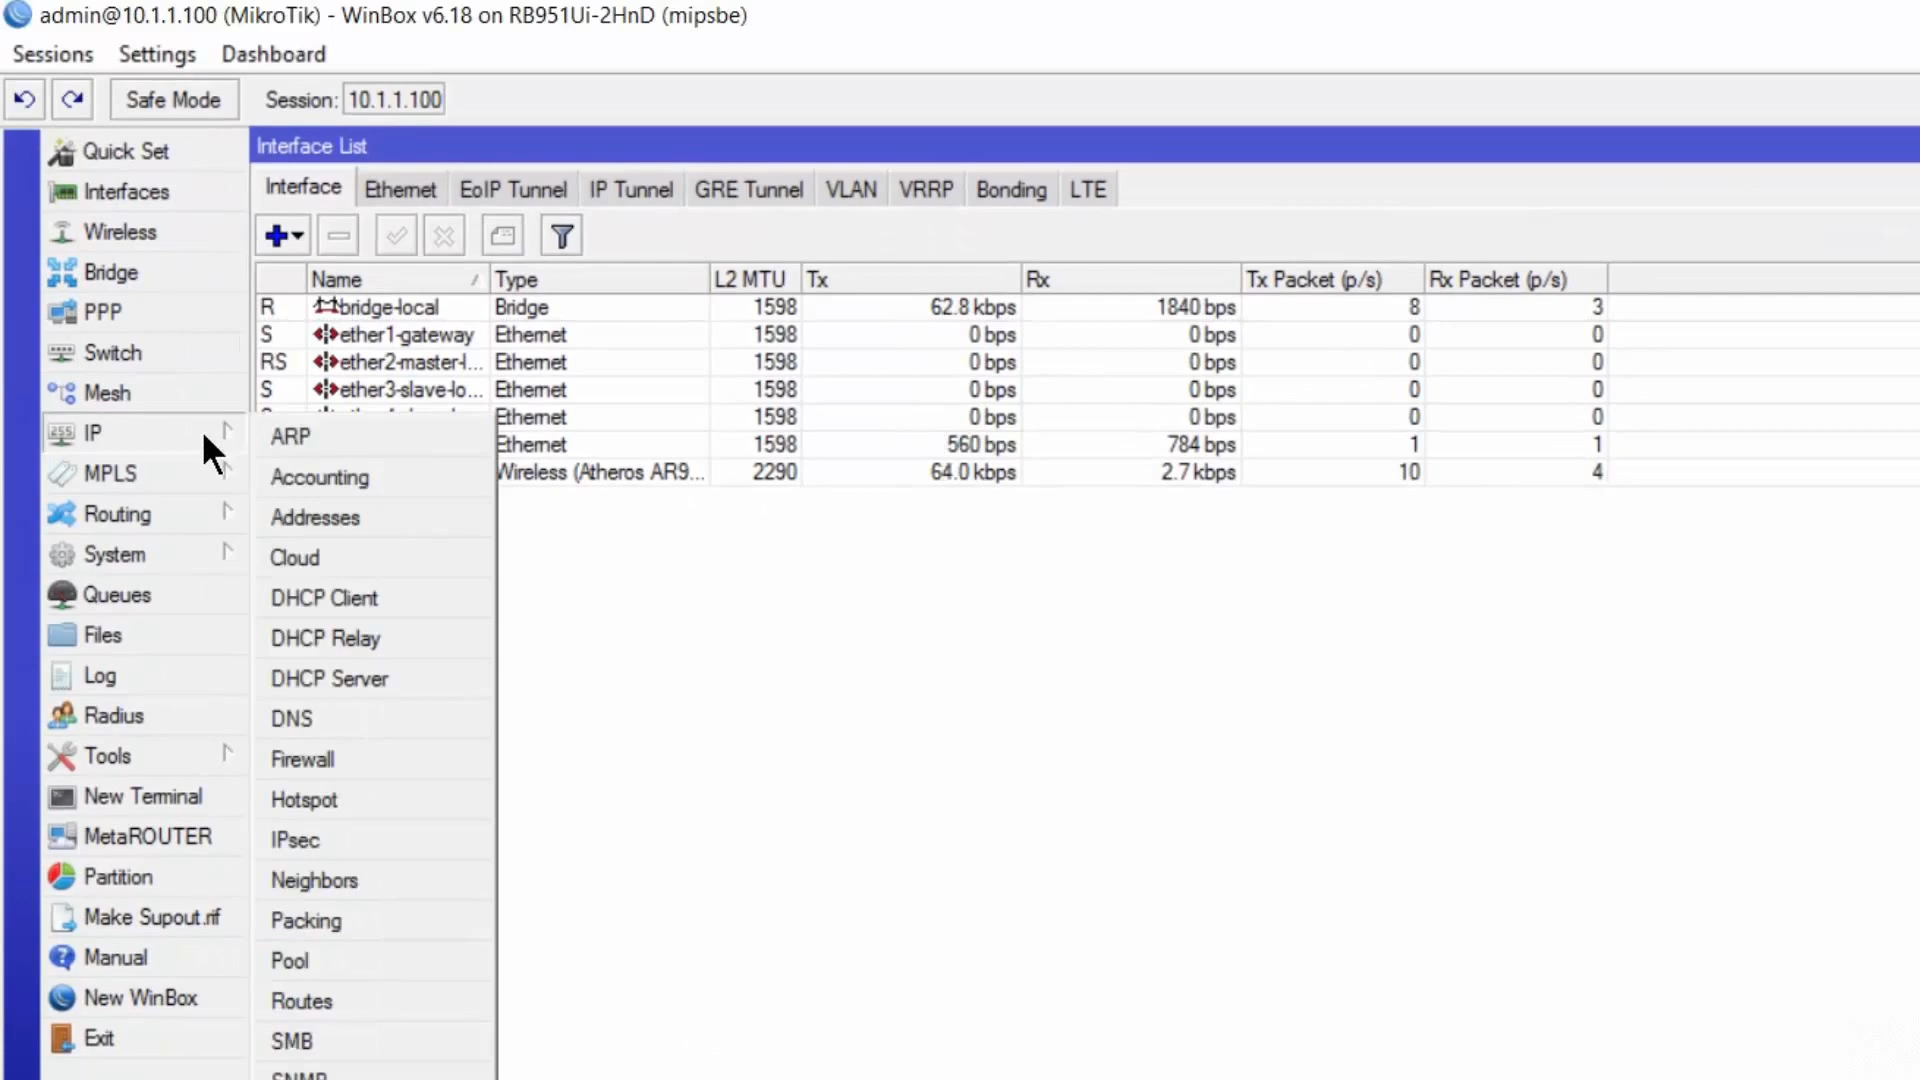 admin@10.1.1.100 (MikroTik) - WinBox v6.18 on RB951Ui-2HnD (mipsbe)
Sessions Settings Dashboard
Safe Mode Session: 10.1.1.100
Quick Set
Interfaces
Wireless
Bridge
PPP
Switch
Mesh
IP
MPLS
Routing
System
Queues
Files
Log
Radius
Tools
New Terminal
MetaROUTER
Partition
Make Supout.rif
Manual
New WinBox
Exit
Interface List
Interface Ethernet EoIP Tunnel IP Tunnel GRE Tunnel VLAN VRRP Bonding LTE
Name Type L2 MTU Tx Rx Tx Packet (p/s) Rx Packet (p/s)
R bridge-local Bridge 1598 62.8 kbps 1840 bps 8 3
S ether1-gateway Ethernet 1598 0 bps 0 bps 0 0
RS ether2-master-l... Ethernet 1598 0 bps 0 bps 0 0
S ether3-slave-lo... Ethernet 1598 0 bps 0 bps 0 0
Ethernet 1598 0 bps 0 bps 0 0
Ethernet 1598 560 bps 784 bps 1 1
Wireless (Atheros AR9... 2290 64.0 kbps 2.7 kbps 10 4
ARP
Accounting
Addresses
Cloud
DHCP Client
DHCP Relay
DHCP Server
DNS
Firewall
Hotspot
IPsec
Neighbors
Packing
Pool
Routes
SMB
SNMP